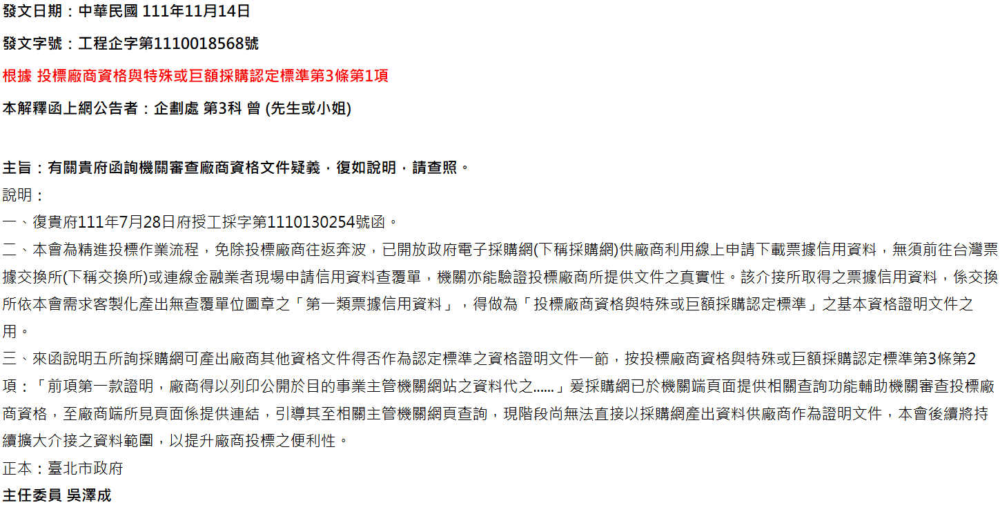 發文日期：中華民國 111年11月14日
發文字號：工程企字第1110018568號
根據 投標廠商資格與特殊或巨額採購認定標準第3條第1項
本解釋函上網公告者：企劃處 第3科 曾 (先生或小姐)
主旨：有關貴府函詢機關審查廠商資格文件疑義，復如說明，請查照。
說明：
一、復貴府111年7月28日府授工採字第1110130254號函。
二、本會為精進投標作業流程，免除投標廠商往返奔波，已開放政府電子採購網(下稱採購網)供廠商利用線上申請下載票據信用資料，無須前往台灣票
據交換所(下稱交換所)或連線金融業者現場申請信用資料查覆單，機關亦能驗證投標廠商所提供文件之真實性。該介接所取得之票據信用資料，係交換
所依本會需求客製化產出無查覆單位圖章之「第一類票據信用資料」，得做為「投標廠商資格與特殊或巨額採購認定標準」之基本資格證明文件之
用。
三、來函說明五所詢採購網可產出廠商其他資格文件得否作為認定標準之資格證明文件一節，按投標廠商資格與特殊或巨額採購認定標準第3條第2
項：「前項第一款證明，廠商得以列印公開於目的事業主管機關網站之資料代之......」爰採購網已於機關端頁面提供相關查詢功能輔助機關審查投標廠
商資格，至廠商端所見頁面係提供連結，引導其至相關主管機關網頁查詢，現階段尚無法直接以採購網產出資料供廠商作為證明文件，本會後續將持
續擴大介接之資料範圍，以提升廠商投標之便利性。
正本：臺北市政府
主任委員 吳澤成